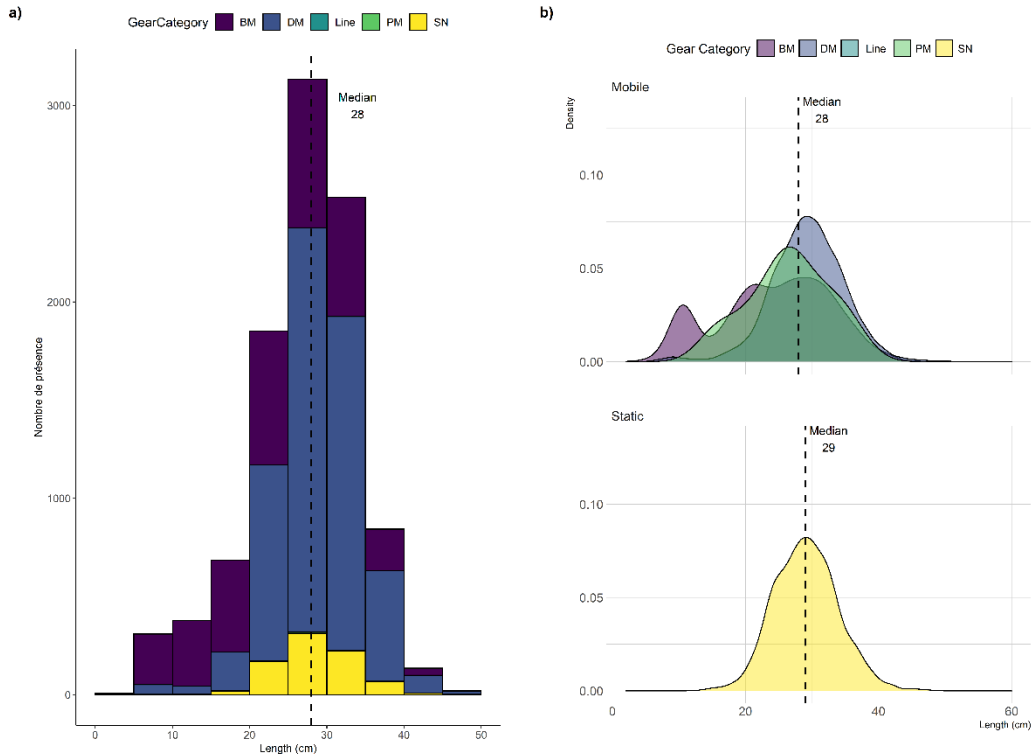 a)
GearCategory BM DM Line PM SN
Median
28
3000
2000
1000
0
Nombre de préence
0 10 20 30 40 50
Length (cm)
b)
Gear Category BM DM Line PM SN
Mobile
Density
Median
28
0.10
0.05
0.00
Static
Median
29
0.10
0.05
0.00
0 20 40 60
Length (cm)